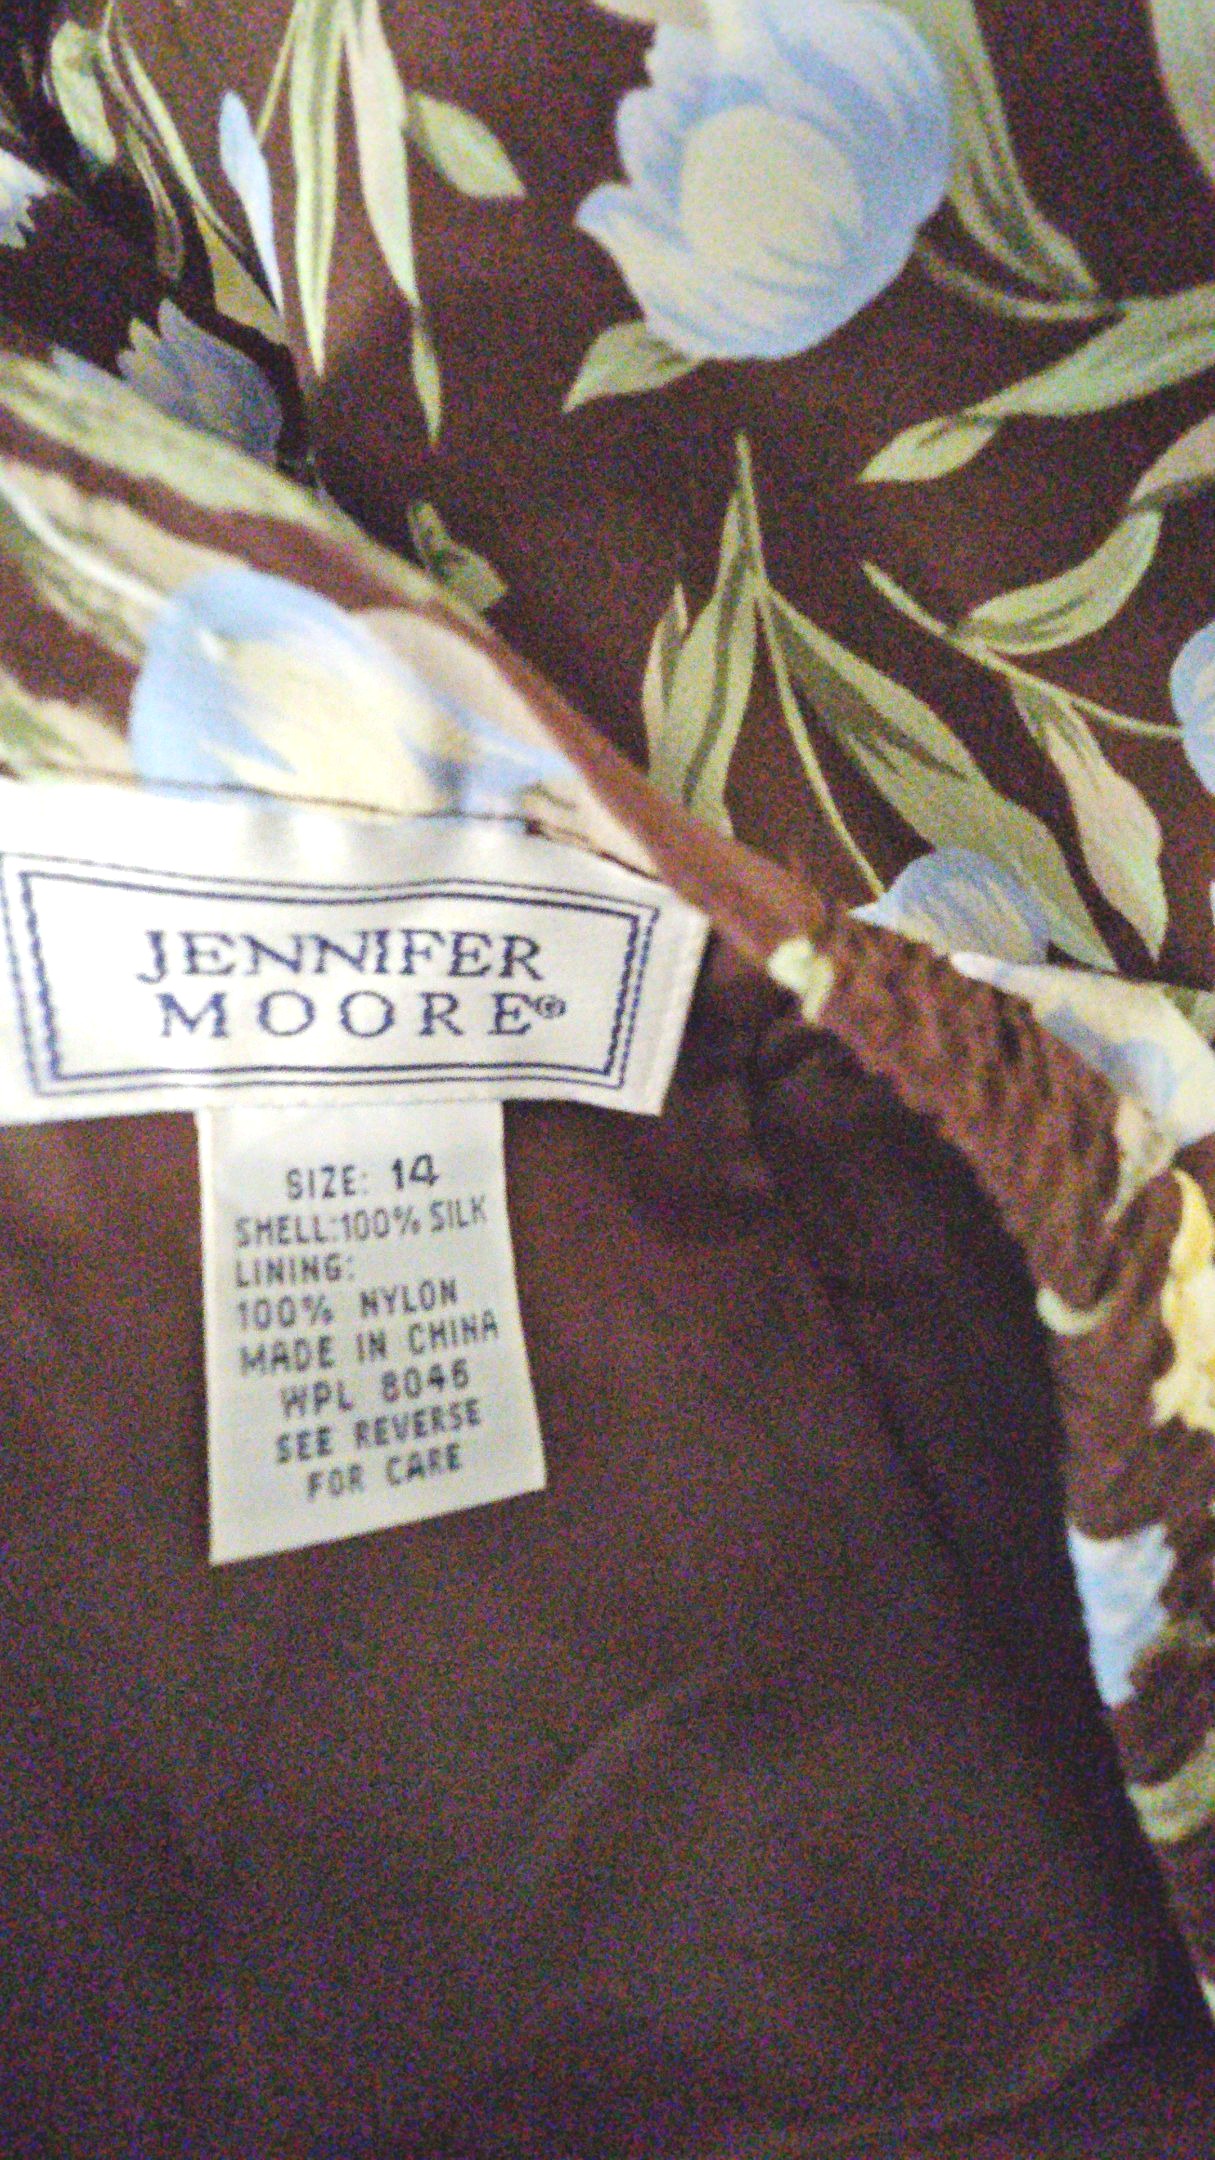 JENNIFER
MOORE®
SIZE: 14
SHELL:100% SILK
LINING:
100% NYLON
MADE IN CHINA
WPL 8046
SEE REVERSE
FOR CARE